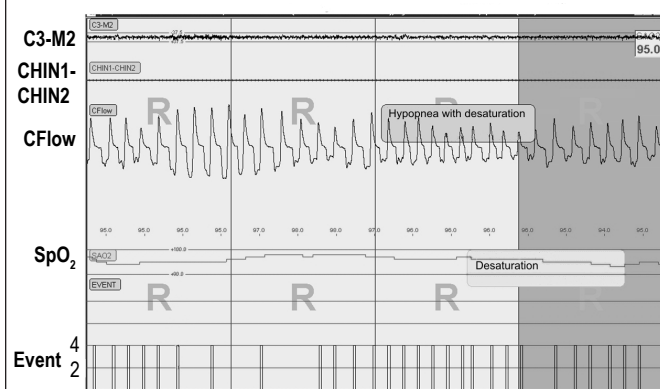 C3-M2
C3-M2
95.0
CHIN1-
CHIN2
CHIN1-CHIN2
R R R R
CFlow
CFlow
Hypopnea with desaturation
95.0 95.0 95.0 95.0 97.0 97.0 96.0 96.0 96.0 96.0 95.0 95.0 94.0 95.0
SpO2
SAO2
+100.0
Desaturation
EVENT
R R R
Event
4
2